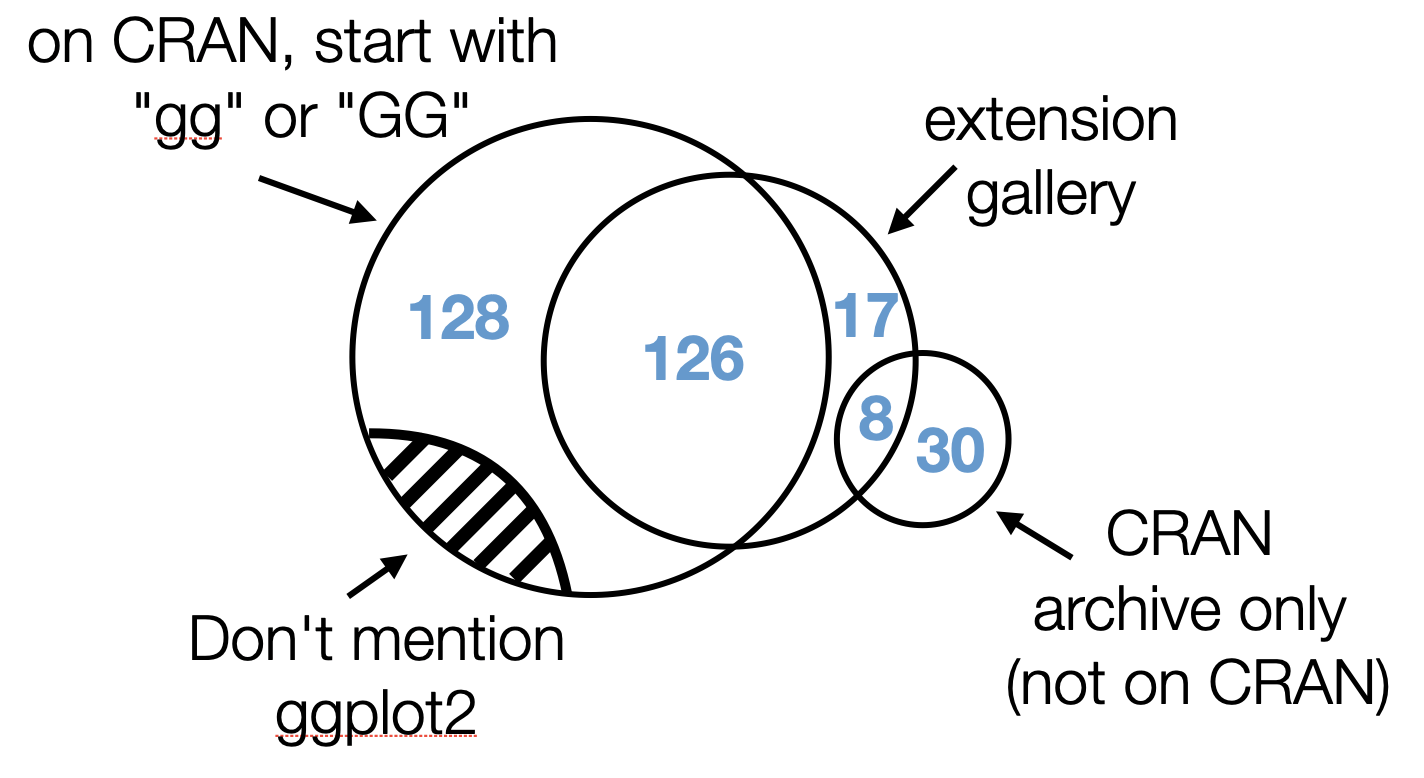 on CRAN, start with
"gg" or "GG"
extension
gallery
128
126
17
8
30
CRAN
archive only
(not on CRAN)
Don't mention
ggplot2